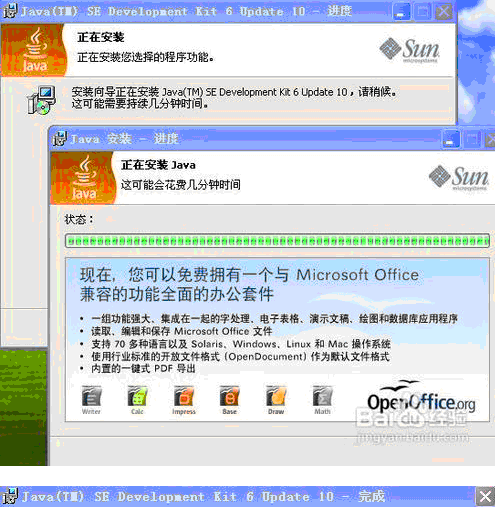 Java(TM) SE Development Kit 6 Update 10 - 进度
正在安装
正在安装您选择的程序功能。
Java
Sun
microsystems
安装向导正在安装 Java(TM) SE Development Kit 6 Update 10，请稍候。
这可能需要持续几分钟时间。
Java 安装 - 进度
正在安装 Java
这可能会花费几分钟时间
Java
Sun
microsystems
状态：
现在，您可以免费拥有一个与 Microsoft Office
兼容的功能全面的办公套件
• 一组功能强大、集成在一起的字处理、电子表格、演示文稿、绘图和数据库应用程序
• 读取、编辑和保存 Microsoft Office 文件
• 支持 70 多种语言以及 Solaris、Windows、Linux 和 Mac 操作系统
• 使用行业标准的开放文件格式 (OpenDocument) 作为默认文件格式
• 内置的一键式 PDF 导出
Writer Calc Impress Base Draw Math
OpenOffice.org
Baidu经验
jingyan.baidu.com
Java(TM) SE Development Kit 6 Update 10 - 完成